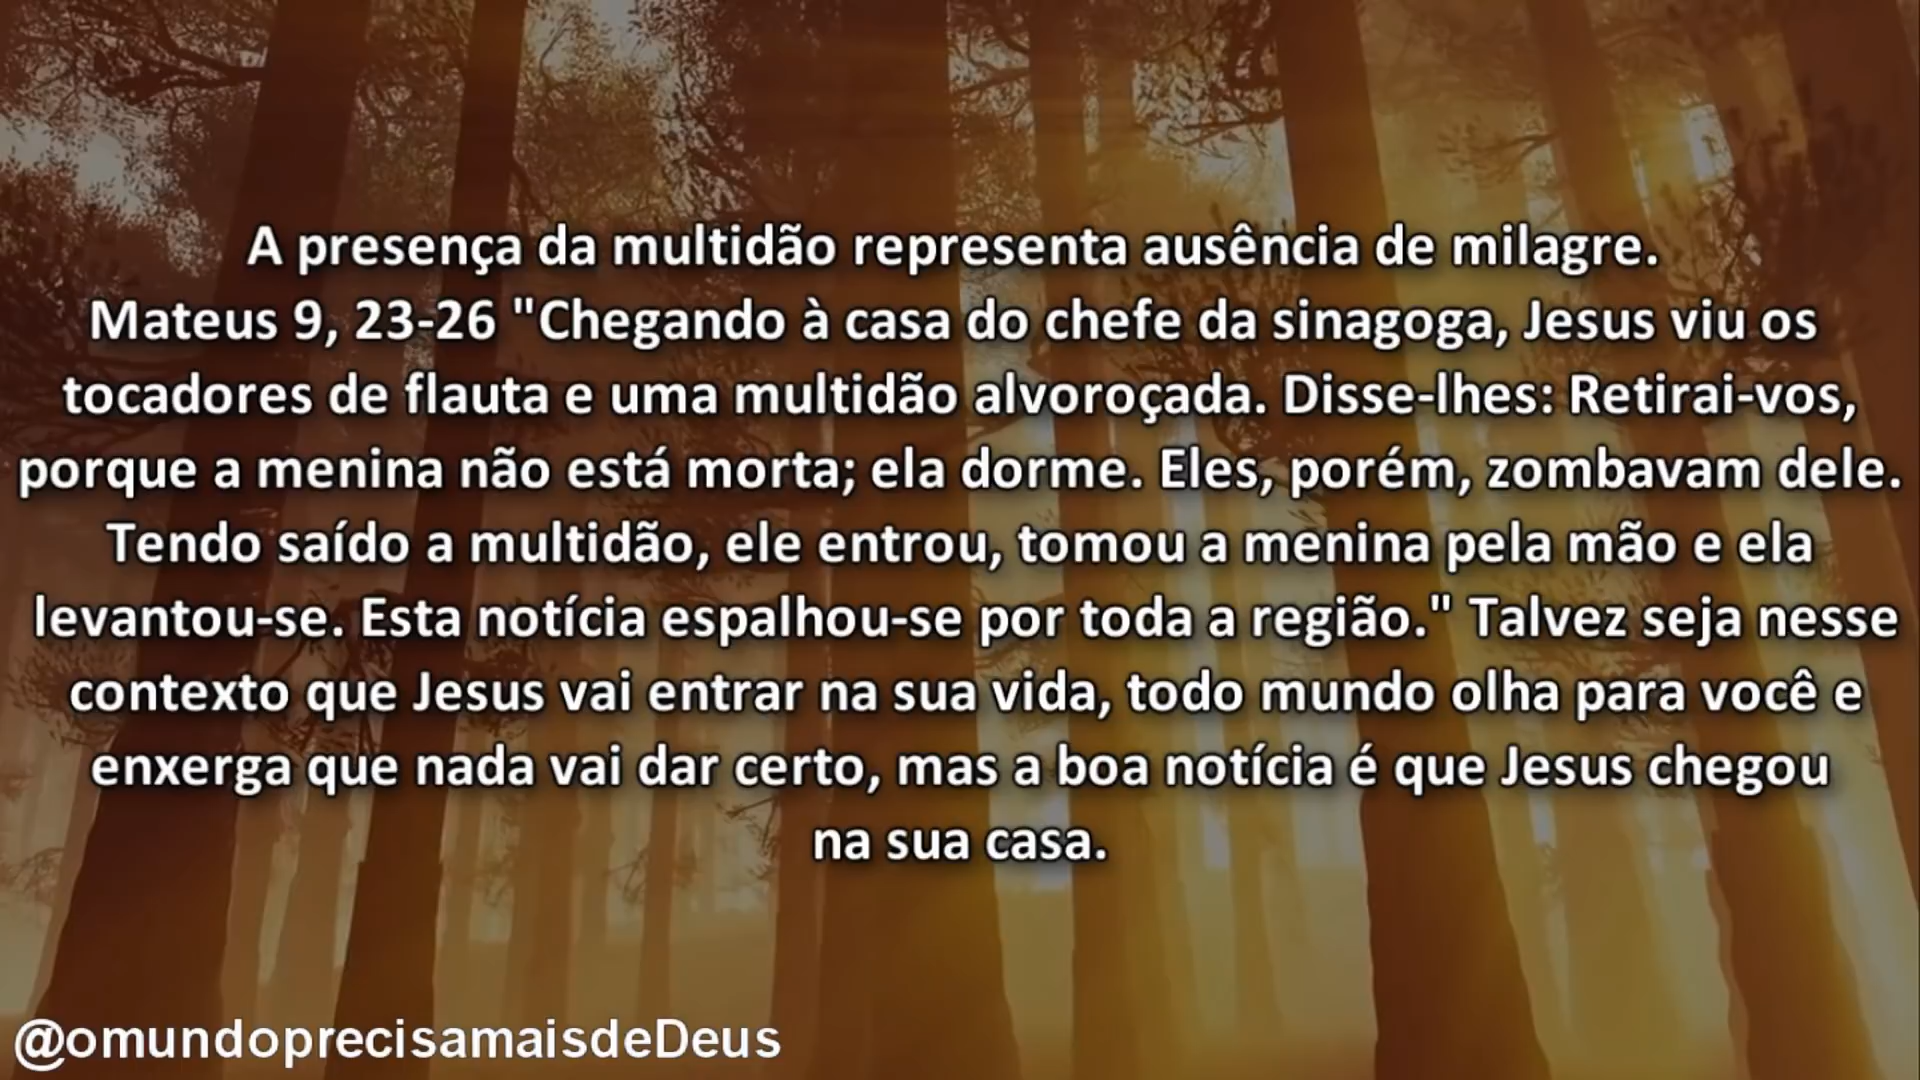 A presença da multidão representa ausência de milagre.
Mateus 9, 23-26 "Chegando à casa do chefe da sinagoga, Jesus viu os
tocadores de flauta e uma multidão alvoroçada. Disse-lhes: Retirai-vos,
porque a menina não está morta; ela dorme. Eles, porém, zombavam dele.
Tendo saído a multidão, ele entrou, tomou a menina pela mão e ela
levantou-se. Esta notícia espalhou-se por toda a região." Talvez seja nesse
contexto que Jesus vai entrar na sua vida, todo mundo olha para você e
enxerga que nada vai dar certo, mas a boa notícia é que Jesus chegou
na sua casa.
@omundoprecisamaisdeDeus